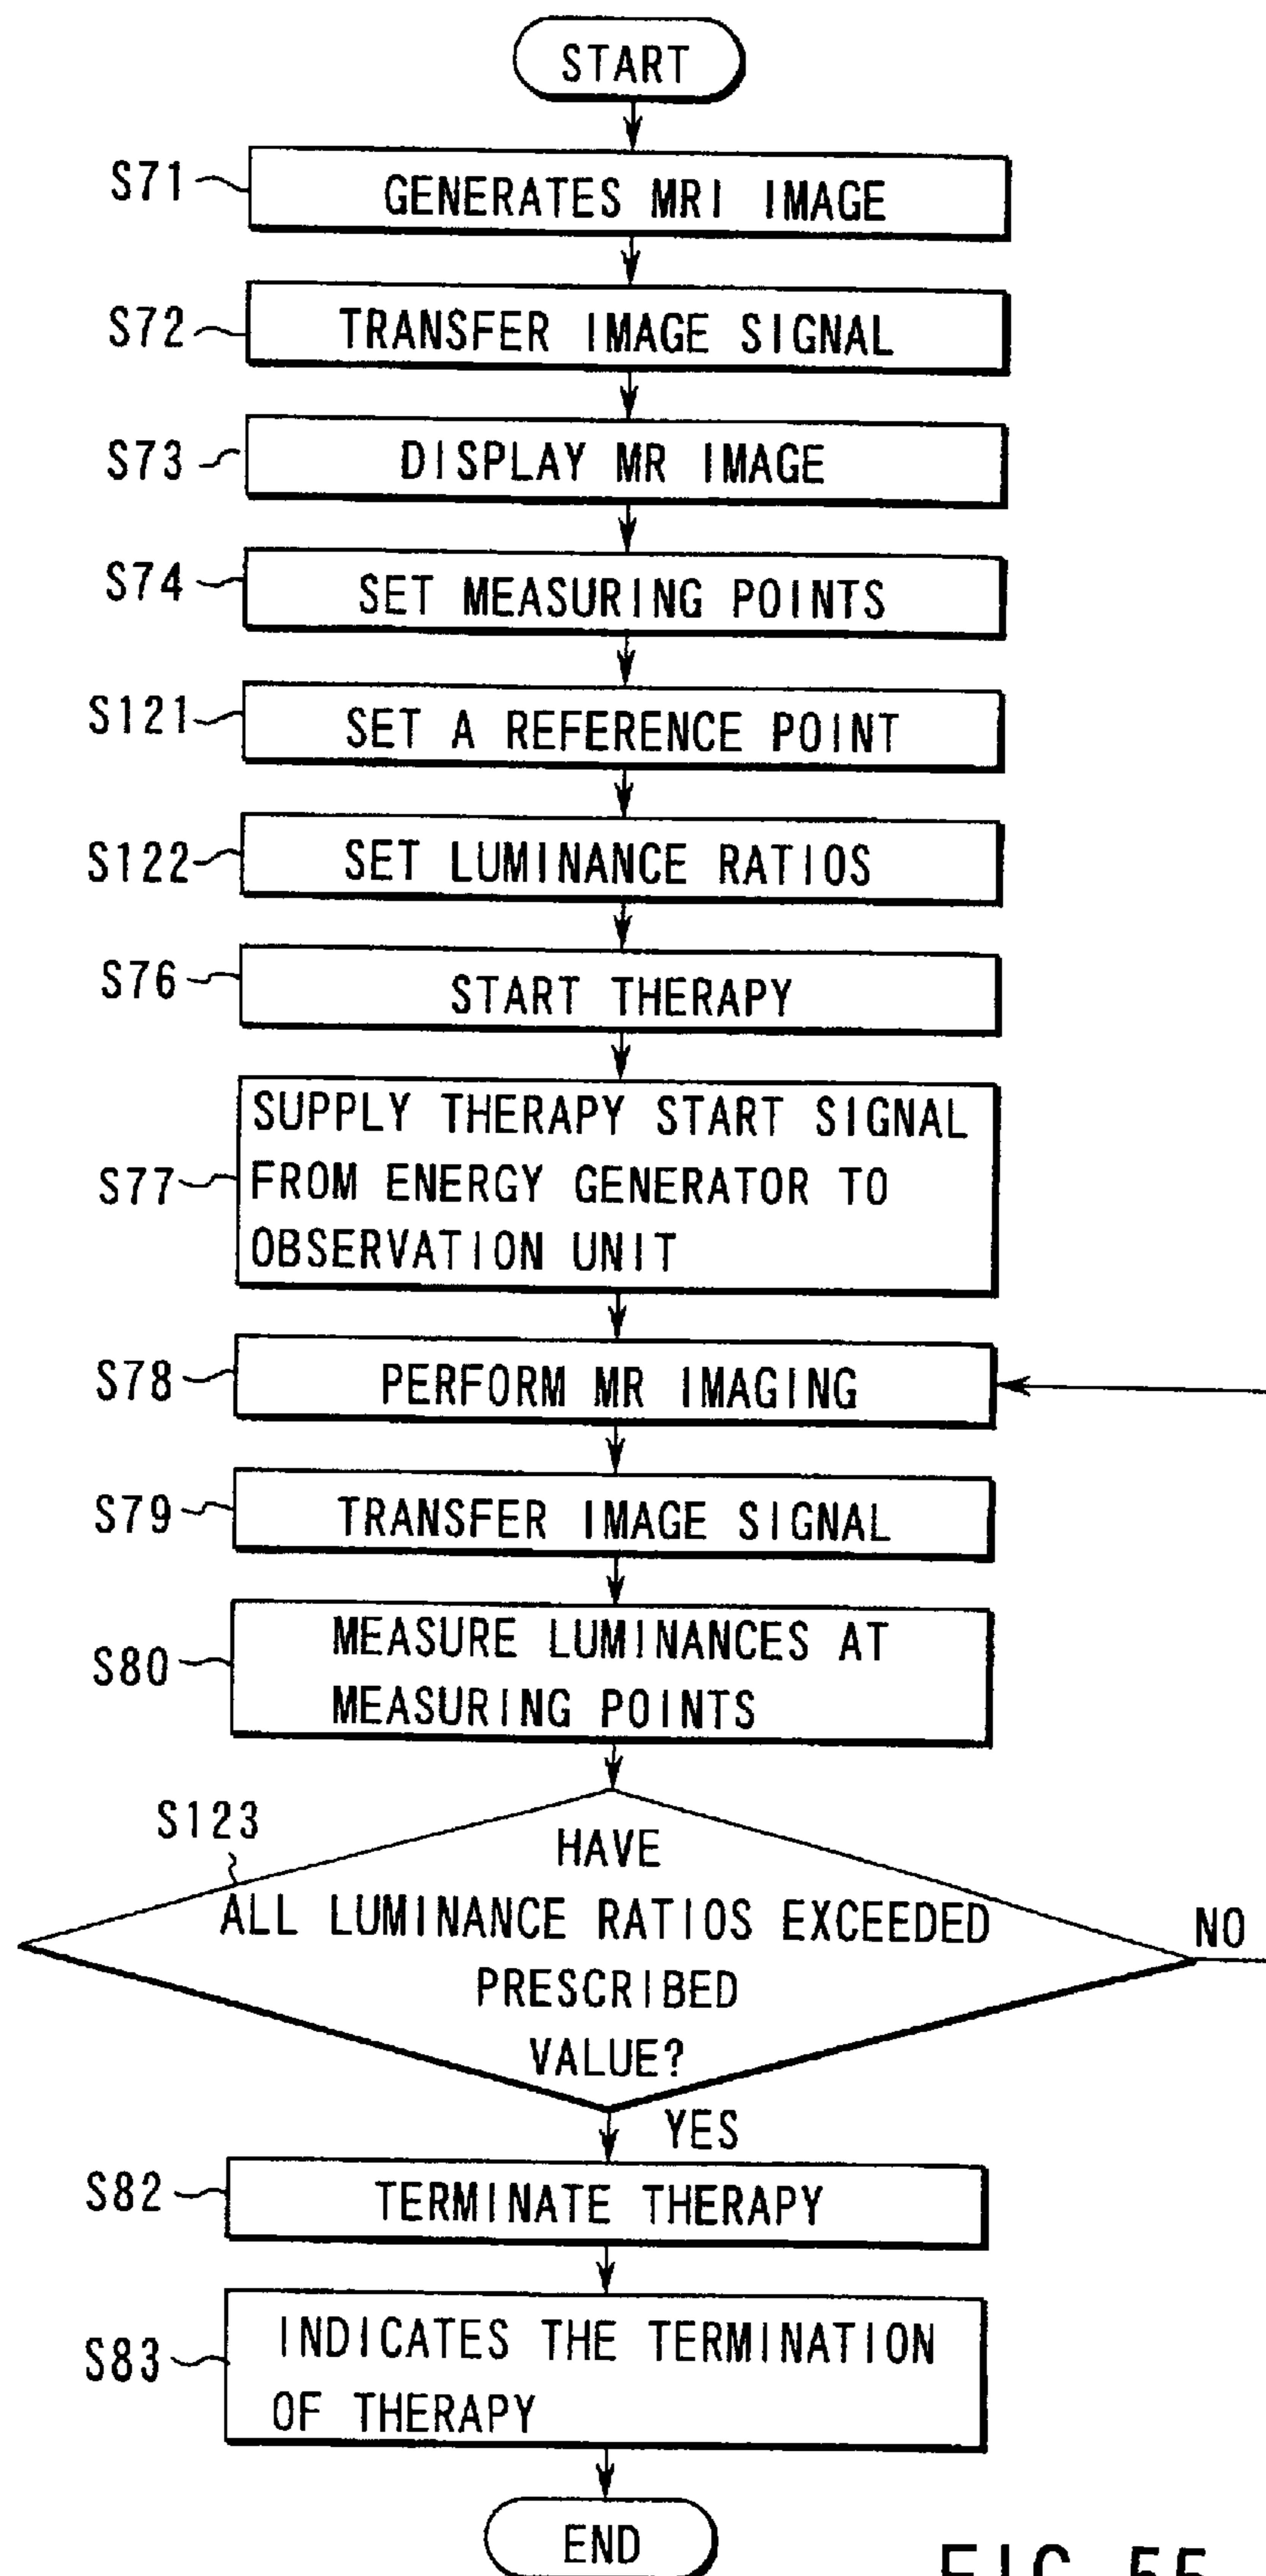 START
S71
GENERATES MRI IMAGE
S72
TRANSFER IMAGE SIGNAL
S73
DISPLAY MR IMAGE
S74
SET MEASURING POINTS
S121
SET A REFERENCE POINT
S122
SET LUMINANCE RATIOS
S76
START THERAPY
S77
SUPPLY THERAPY START SIGNAL
FROM ENERGY GENERATOR TO
OBSERVATION UNIT
S78
PERFORM MR IMAGING
S79
TRANSFER IMAGE SIGNAL
S80
MEASURE LUMINANCES AT
MEASURING POINTS
S123
HAVE
ALL LUMINANCE RATIOS EXCEEDED
PRESCRIBED
VALUE?
NO
YES
S82
TERMINATE THERAPY
S83
INDICATES THE TERMINATION
OF THERAPY
END
FIG. 55